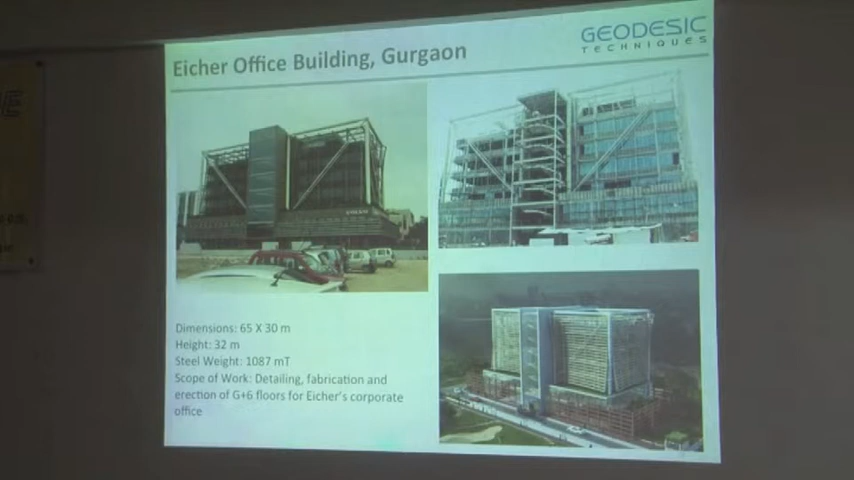 Eicher Office Building, Gurgaon
GEODESIC
TECHNIQUES
Dimensions: 65 X 30 m
Height: 32 m
Steel Weight: 1087 mT
Scope of Work: Detailing, fabrication and
erection of G+6 floors for Eicher's corporate
office